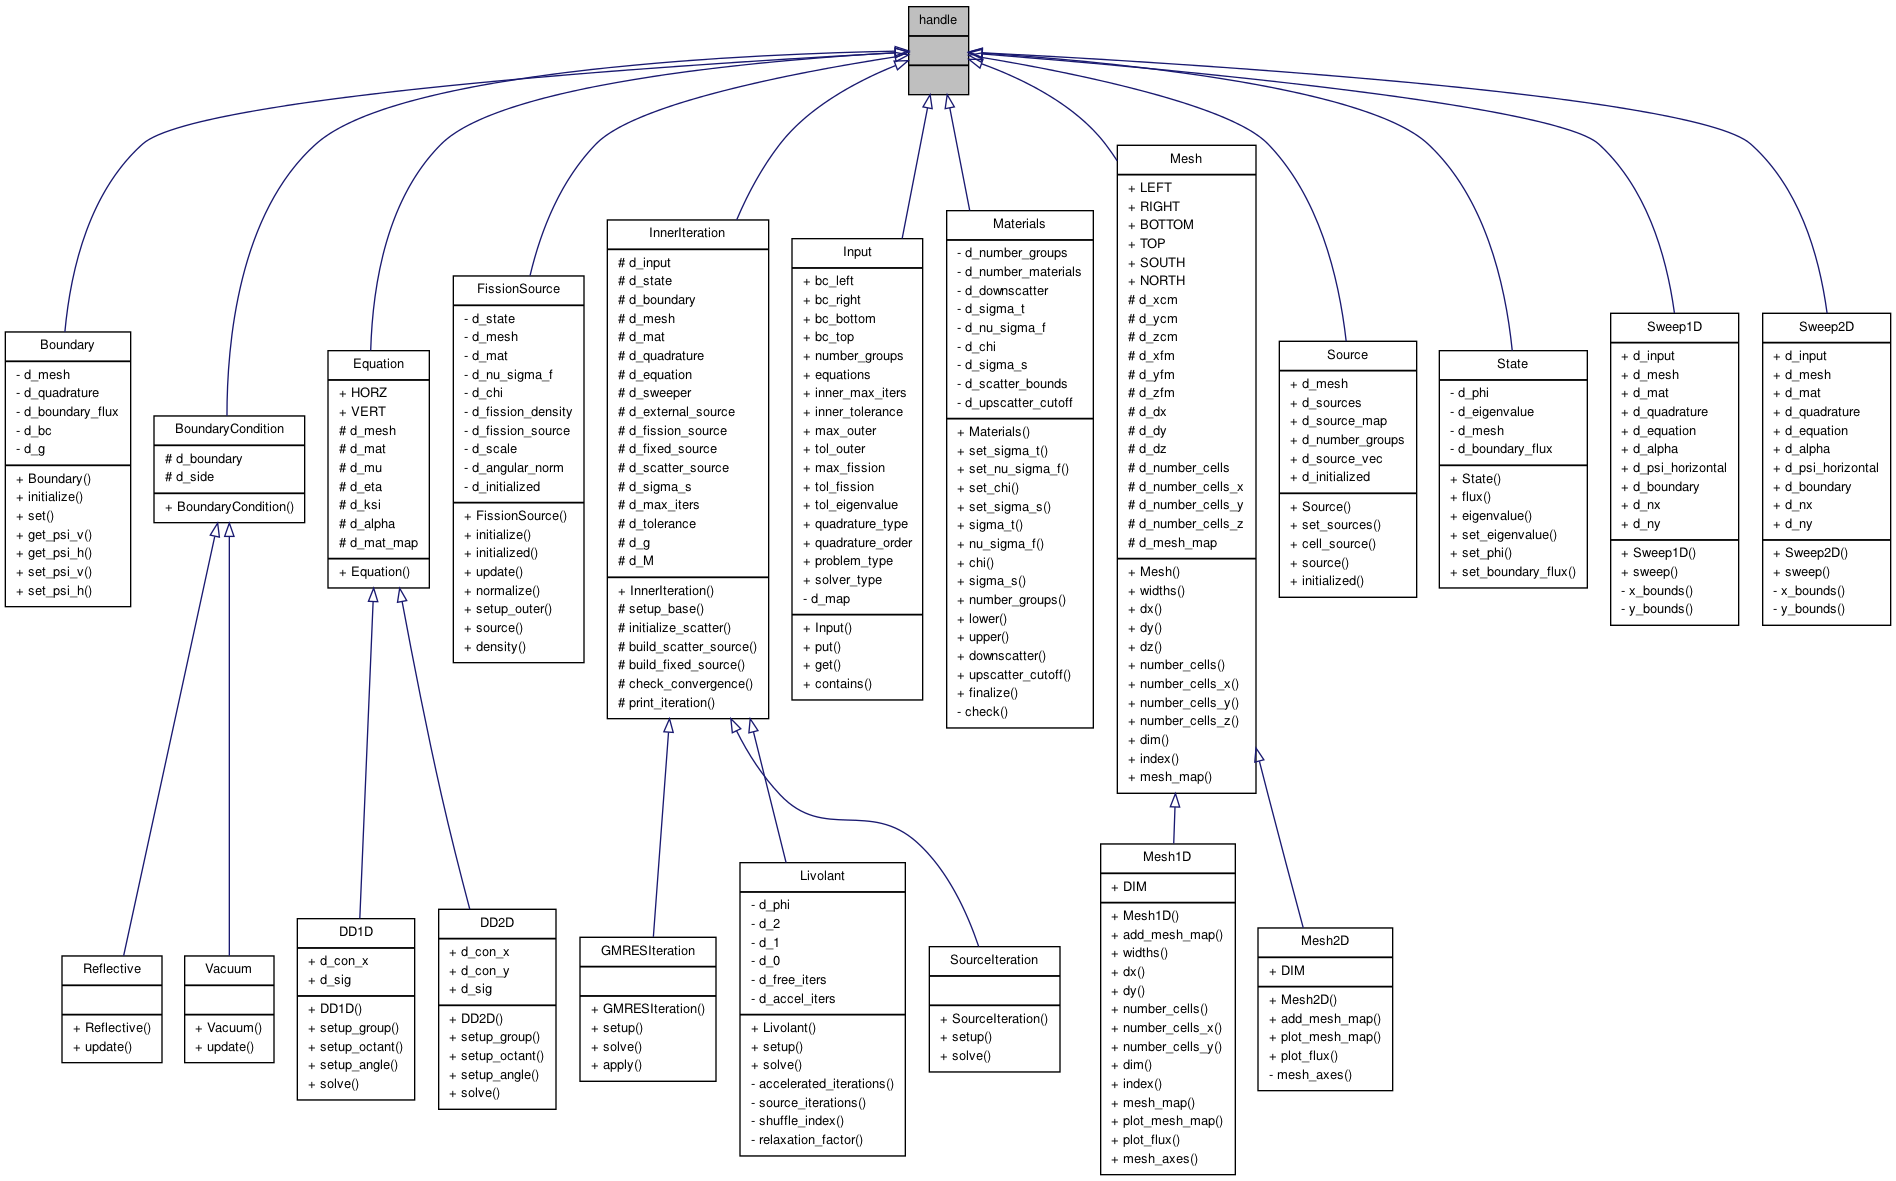 handle
Boundary
- d_mesh
- d_quadrature
- d_boundary_flux
- d_bc
- d_g
+ Boundary()
+ initialize()
+ set()
+ get_psi_v()
+ get_psi_h()
+ set_psi_v()
+ set_psi_h()
BoundaryCondition
# d_boundary
# d_side
+ BoundaryCondition()
Equation
+ HORZ
+ VERT
# d_mesh
# d_mat
# d_mu
# d_eta
# d_ksi
# d_alpha
# d_mat_map
+ Equation()
FissionSource
- d_state
- d_mesh
- d_mat
- d_nu_sigma_f
- d_chi
- d_fission_density
- d_fission_source
- d_scale
- d_angular_norm
- d_initialized
+ FissionSource()
+ initialize()
+ initialized()
+ update()
+ normalize()
+ setup_outer()
+ source()
+ density()
InnerIteration
# d_input
# d_state
# d_boundary
# d_mesh
# d_mat
# d_quadrature
# d_equation
# d_sweeper
# d_external_source
# d_fission_source
# d_fixed_source
# d_scatter_source
# d_sigma_s
# d_max_iters
# d_tolerance
# d_g
# d_M
+ InnerIteration()
# setup_base()
# initialize_scatter()
# build_scatter_source()
# build_fixed_source()
# check_convergence()
# print_iteration()
Input
+ bc_left
+ bc_right
+ bc_bottom
+ bc_top
+ number_groups
+ equations
+ inner_max_iters
+ inner_tolerance
+ max_outer
+ tol_outer
+ max_fission
+ tol_fission
+ tol_eigenvalue
+ quadrature_type
+ quadrature_order
+ problem_type
+ solver_type
- d_map
+ Input()
+ put()
+ get()
+ contains()
Materials
- d_number_groups
- d_number_materials
- d_downscatter
- d_sigma_t
- d_nu_sigma_f
- d_chi
- d_sigma_s
- d_scatter_bounds
- d_upscatter_cutoff
+ Materials()
+ set_sigma_t()
+ set_nu_sigma_f()
+ set_chi()
+ set_sigma_s()
+ sigma_t()
+ nu_sigma_f()
+ chi()
+ sigma_s()
+ number_groups()
+ lower()
+ upper()
+ downscatter()
+ upscatter_cutoff()
+ finalize()
- check()
Mesh
+ LEFT
+ RIGHT
+ BOTTOM
+ TOP
+ SOUTH
+ NORTH
# d_xcm
# d_ycm
# d_zcm
# d_xfm
# d_yfm
# d_zfm
# d_dx
# d_dy
# d_dz
# d_number_cells
# d_number_cells_x
# d_number_cells_y
# d_number_cells_z
# d_mesh_map
+ Mesh()
+ widths()
+ dx()
+ dy()
+ dz()
+ number_cells()
+ number_cells_x()
+ number_cells_y()
+ number_cells_z()
+ dim()
+ index()
+ mesh_map()
Source
+ d_mesh
+ d_sources
+ d_source_map
+ d_number_groups
+ d_source_vec
+ d_initialized
+ Source()
+ set_sources()
+ cell_source()
+ source()
+ initialized()
State
- d_phi
- d_eigenvalue
- d_mesh
- d_boundary_flux
+ State()
+ flux()
+ eigenvalue()
+ set_eigenvalue()
+ set_phi()
+ set_boundary_flux()
Sweep1D
+ d_input
+ d_mesh
+ d_mat
+ d_quadrature
+ d_equation
+ d_alpha
+ d_psi_horizontal
+ d_boundary
+ d_nx
+ d_ny
+ Sweep1D()
+ sweep()
- x_bounds()
- y_bounds()
Sweep2D
+ d_input
+ d_mesh
+ d_mat
+ d_quadrature
+ d_equation
+ d_alpha
+ d_psi_horizontal
+ d_boundary
+ d_nx
+ d_ny
+ Sweep2D()
+ sweep()
- x_bounds()
- y_bounds()
Reflective
+ Reflective()
+ update()
Vacuum
+ Vacuum()
+ update()
DD1D
+ d_con_x
+ d_sig
+ DD1D()
+ setup_group()
+ setup_octant()
+ setup_angle()
+ solve()
DD2D
+ d_con_x
+ d_con_y
+ d_sig
+ DD2D()
+ setup_group()
+ setup_octant()
+ setup_angle()
+ solve()
GMRESIteration
+ GMRESIteration()
+ setup()
+ solve()
+ apply()
Livolant
- d_phi
- d_2
- d_1
- d_0
- d_free_iters
- d_accel_iters
+ Livolant()
+ setup()
+ solve()
- accelerated_iterations()
- source_iterations()
- shuffle_index()
- relaxation_factor()
SourceIteration
+ SourceIteration()
+ setup()
+ solve()
Mesh1D
+ DIM
+ Mesh1D()
+ add_mesh_map()
+ widths()
+ dx()
+ dy()
+ number_cells()
+ number_cells_x()
+ number_cells_y()
+ dim()
+ index()
+ mesh_map()
+ plot_mesh_map()
+ plot_flux()
+ mesh_axes()
Mesh2D
+ DIM
+ Mesh2D()
+ add_mesh_map()
+ plot_mesh_map()
+ plot_flux()
- mesh_axes()